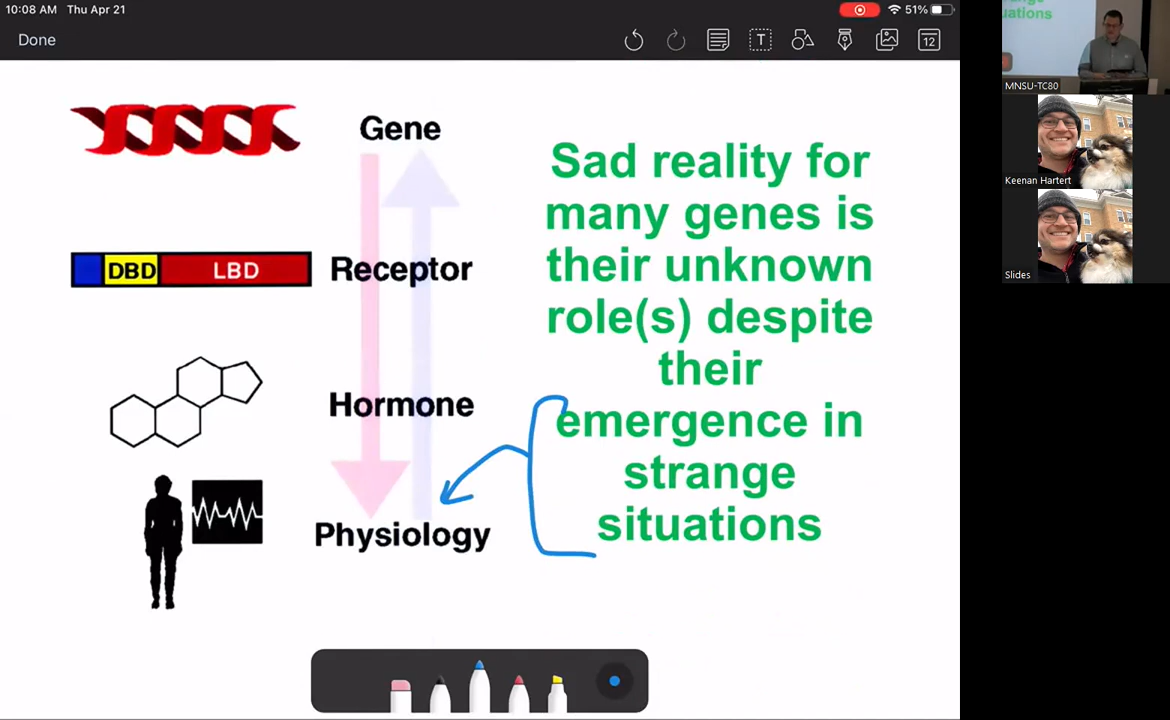 10:08 AM Thu Apr 21
51%
Done
T
12
Gene
DBD LBD
Receptor
Hormone
Physiology
Sad reality for
many genes is
their unknown
role(s) despite
their
emergence in
strange
situations
uations
MNSU-TC80
Keenan Hartert
Slides